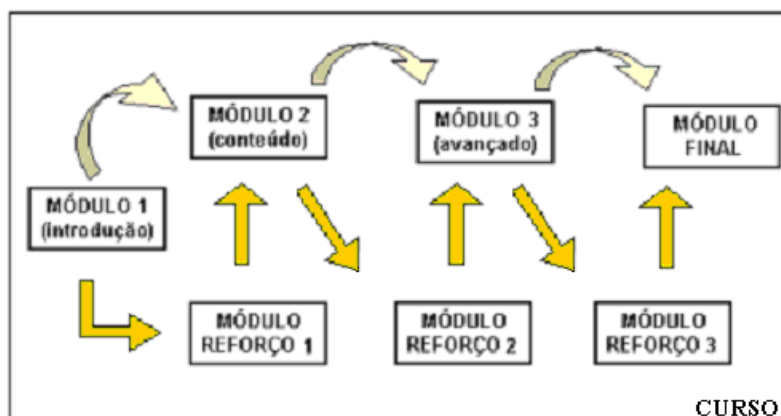 MÓDULO 1
(introdução)
MÓDULO 2
(conteúdo)
MÓDULO 3
(avançado)
MÓDULO
FINAL
MÓDULO
REFORÇO 1
MÓDULO
REFORÇO 2
MÓDULO
REFORÇO 3
CURSO